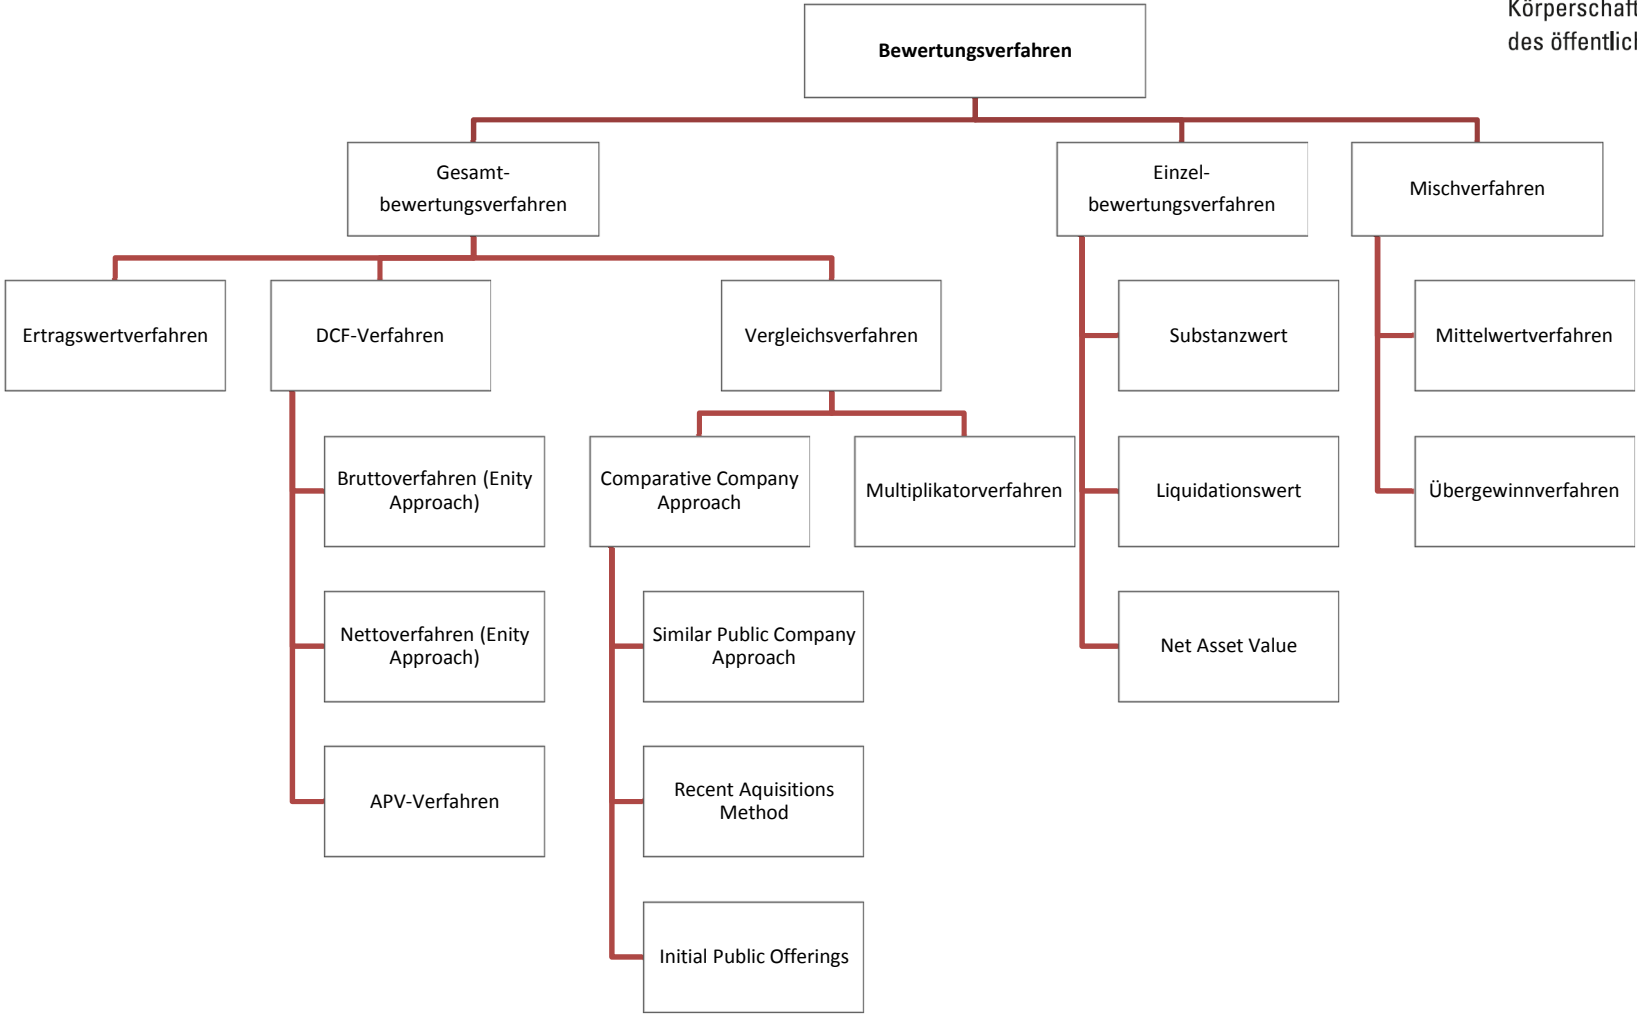 Körperschaft
des öffentlich
Bewertungsverfahren
Gesamt-
bewertungsverfahren
Einzel-
bewertungsverfahren
Mischverfahren
Ertragswertverfahren
DCF-Verfahren
Vergleichsverfahren
Substanzwert
Mittelwertverfahren
Bruttoverfahren (Enity
Approach)
Comparative Company
Approach
Multiplikatorverfahren
Liquidationswert
Übergewinnverfahren
Nettoverfahren (Enity
Approach)
Similar Public Company
Approach
Net Asset Value
APV-Verfahren
Recent Aquisitions
Method
Initial Public Offerings